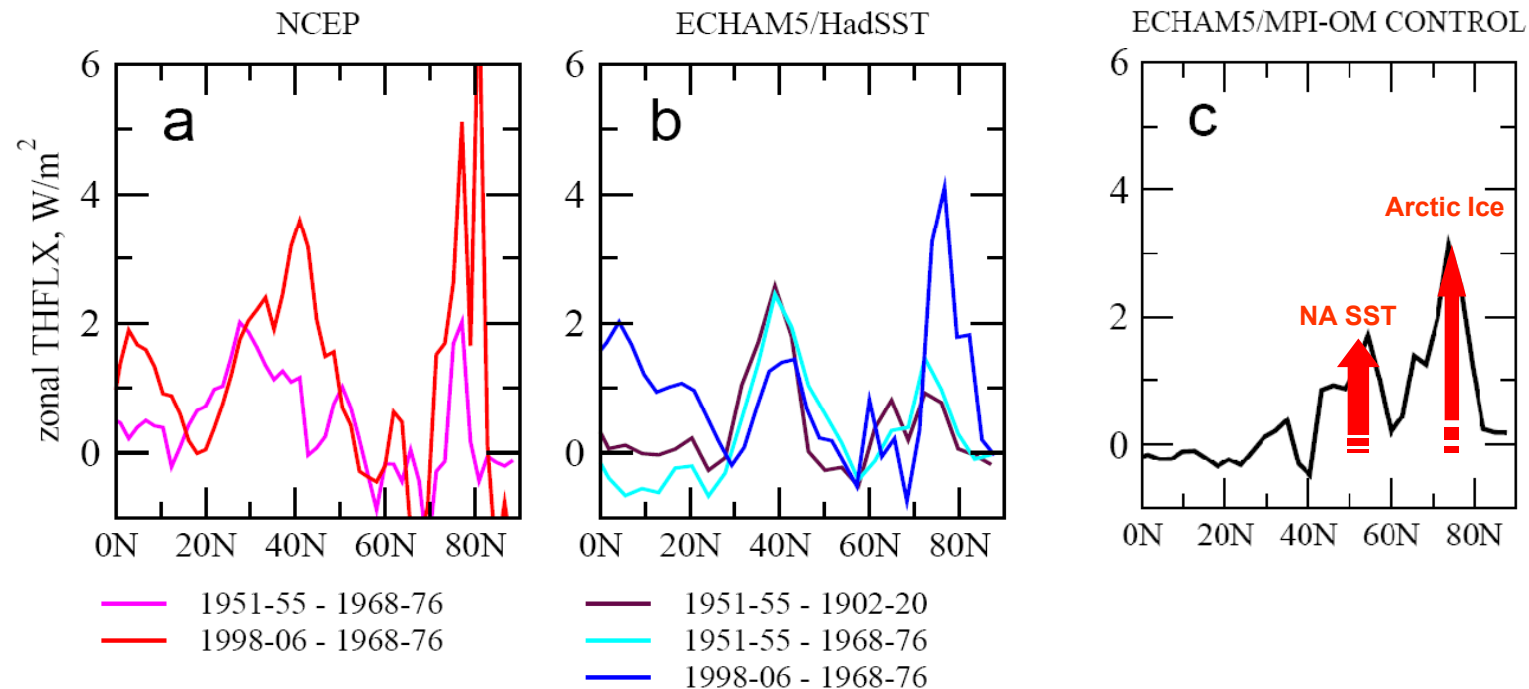 NCEP
ECHAM5/HadSST
ECHAM5/MPI-OM CONTROL
zonal THFLX, W/m²
6
4
2
0
a
0N 20N 40N 60N 80N
1951-55 - 1968-76
1998-06 - 1968-76
6
4
2
0
b
0N 20N 40N 60N 80N
1951-55 - 1902-20
1951-55 - 1968-76
1998-06 - 1968-76
6
4
2
0
c
Arctic Ice
NA SST
0N 20N 40N 60N 80N